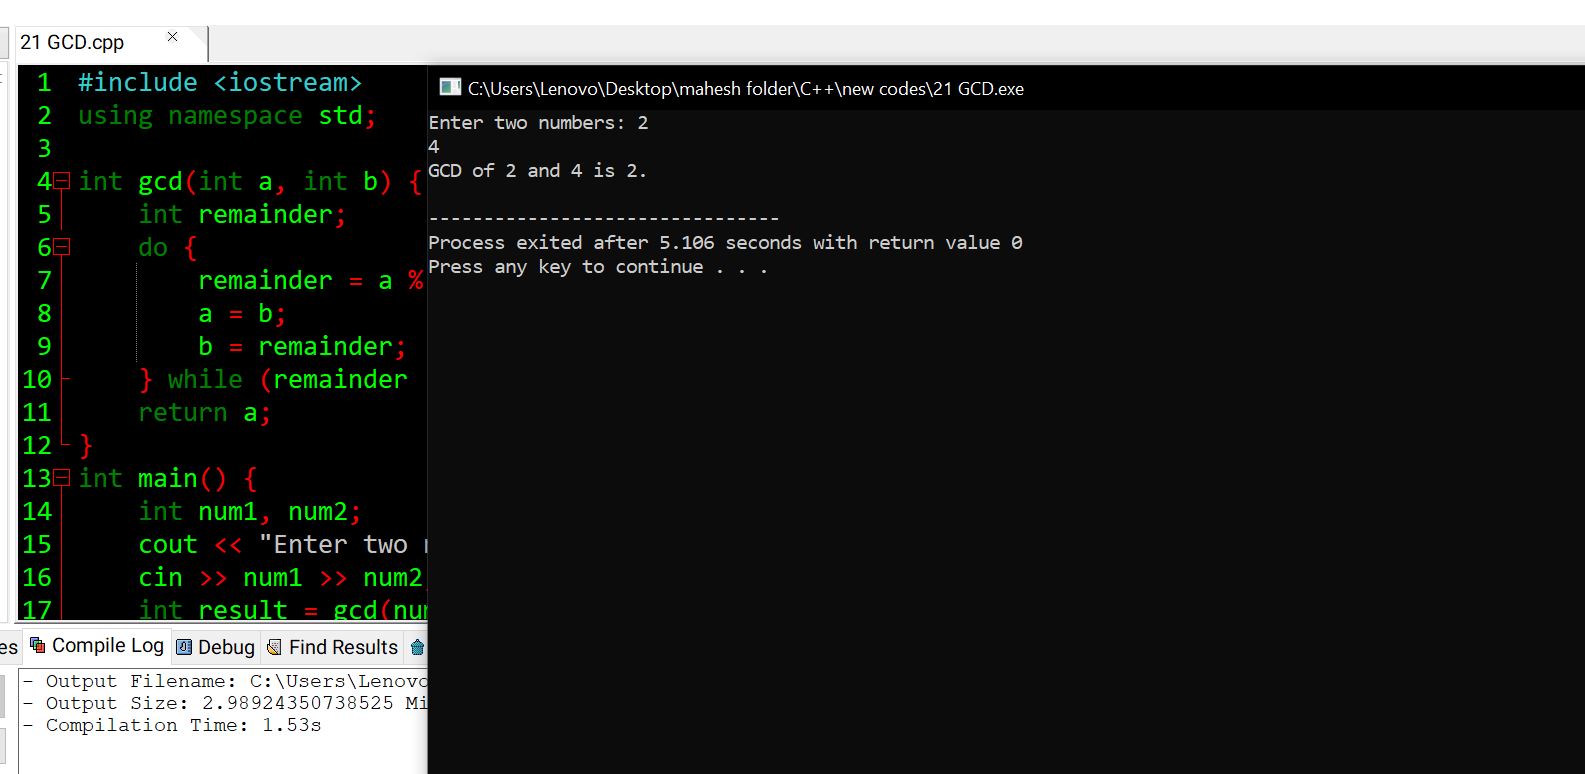 21 GCD.cpp
1 #include <iostream>
2 using namespace std;
3
4 int gcd(int a, int b) {
5 int remainder;
6 do {
7 remainder = a %
8 a = b;
9 b = remainder;
10 } while (remainder
11 return a;
12 }
13 int main() {
14 int num1, num2;
15 cout << "Enter two
16 cin >> num1 >> num2
17 int result = gcd(nu
C:\Users\Lenovo\Desktop\mahesh folder\C++\new codes\21 GCD.exe
Enter two numbers: 2
4
GCD of 2 and 4 is 2.
--------------------------------
Process exited after 5.106 seconds with return value 0
Press any key to continue . . .
es Compile Log Debug Find Results
- Output Filename: C:\Users\Lenovo
- Output Size: 2.98924350738525 Mi
- Compilation Time: 1.53s